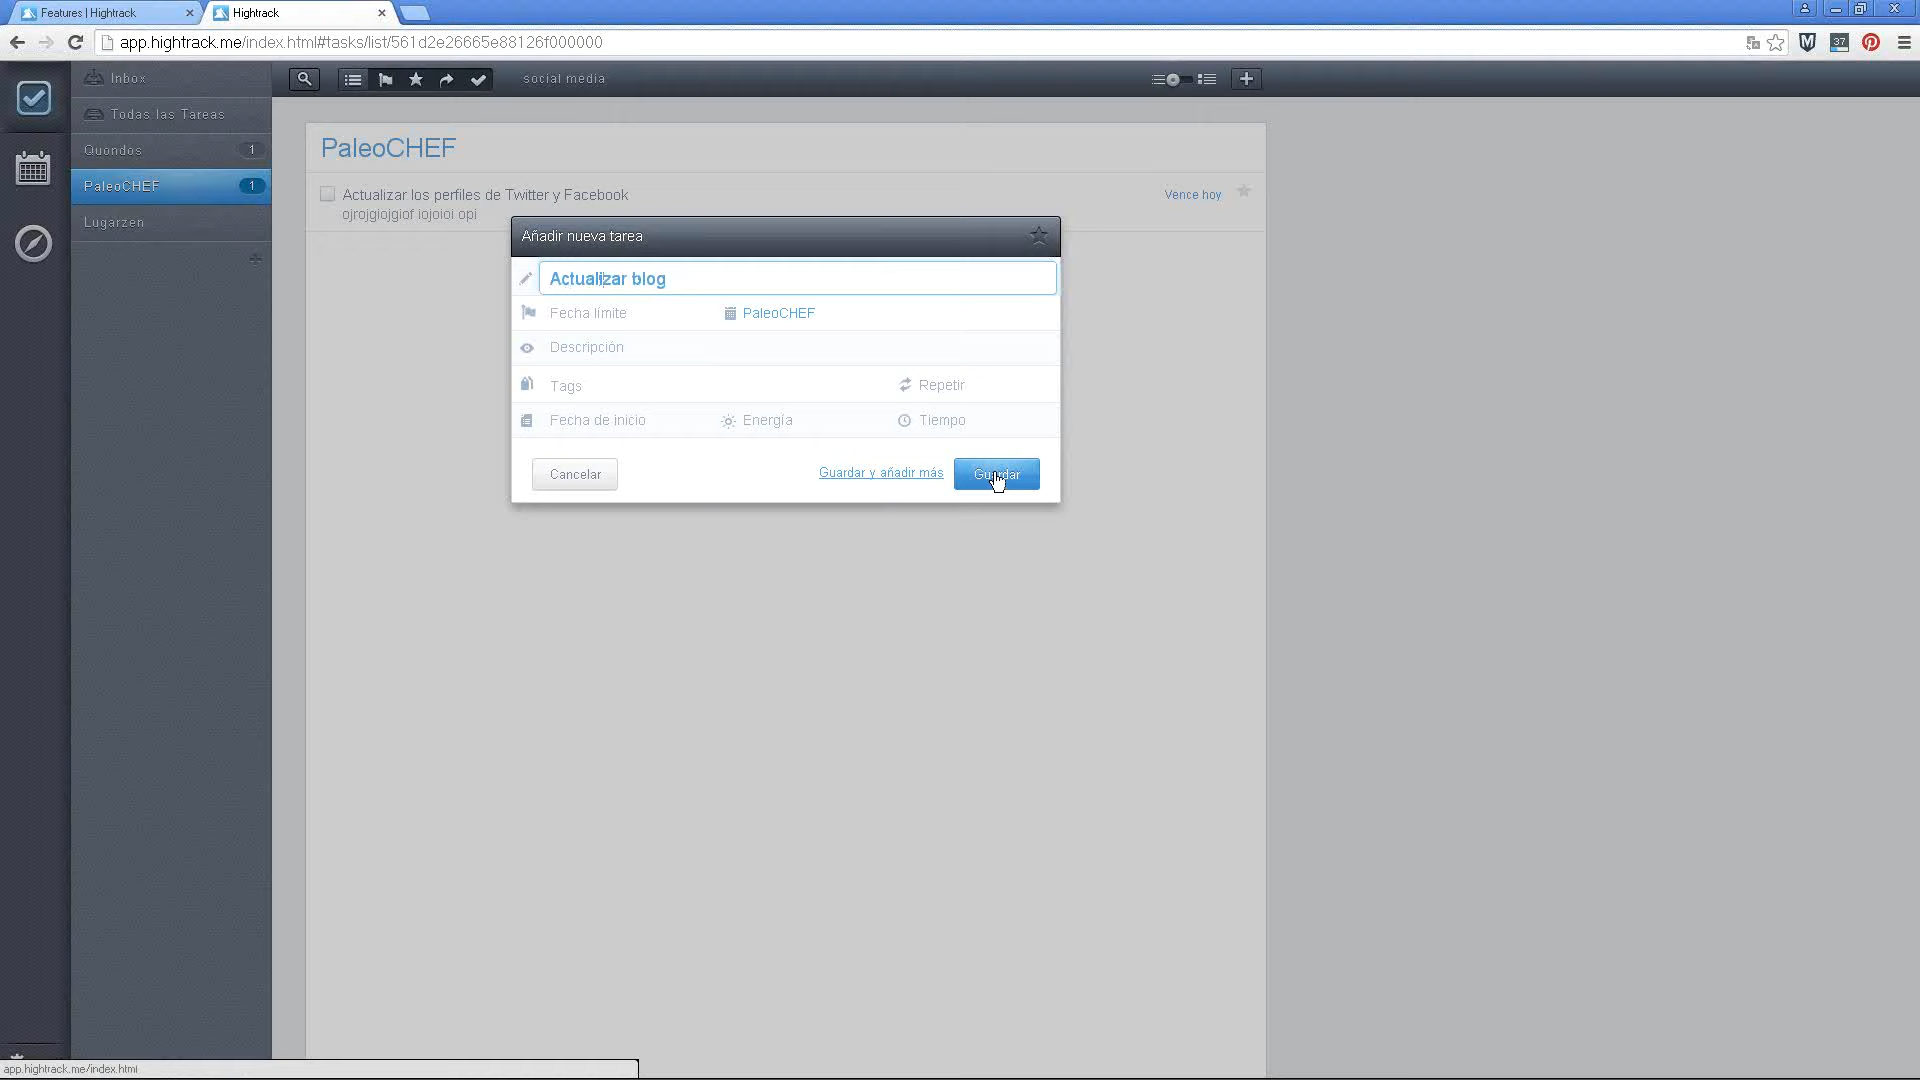 Features | Hightrack
Hightrack
app.hightrack.me/index.html#tasks/list/561d2e26665e88126f000000
37
Inbox
Todas las Tareas
Quondos 1
PaleoCHEF 1
Lugarzen
social media
PaleoCHEF
Actualizar los perfiles de Twitter y Facebook
Vence hoy
ojrojgiojgiof iojoioi opi
Añadir nueva tarea
Actualizar blog
Fecha límite
PaleoCHEF
Descripción
Tags
Repetir
Fecha de inicio
Energía
Tiempo
Cancelar
Guardar y añadir más
Guardar
app.hightrack.me/index.html